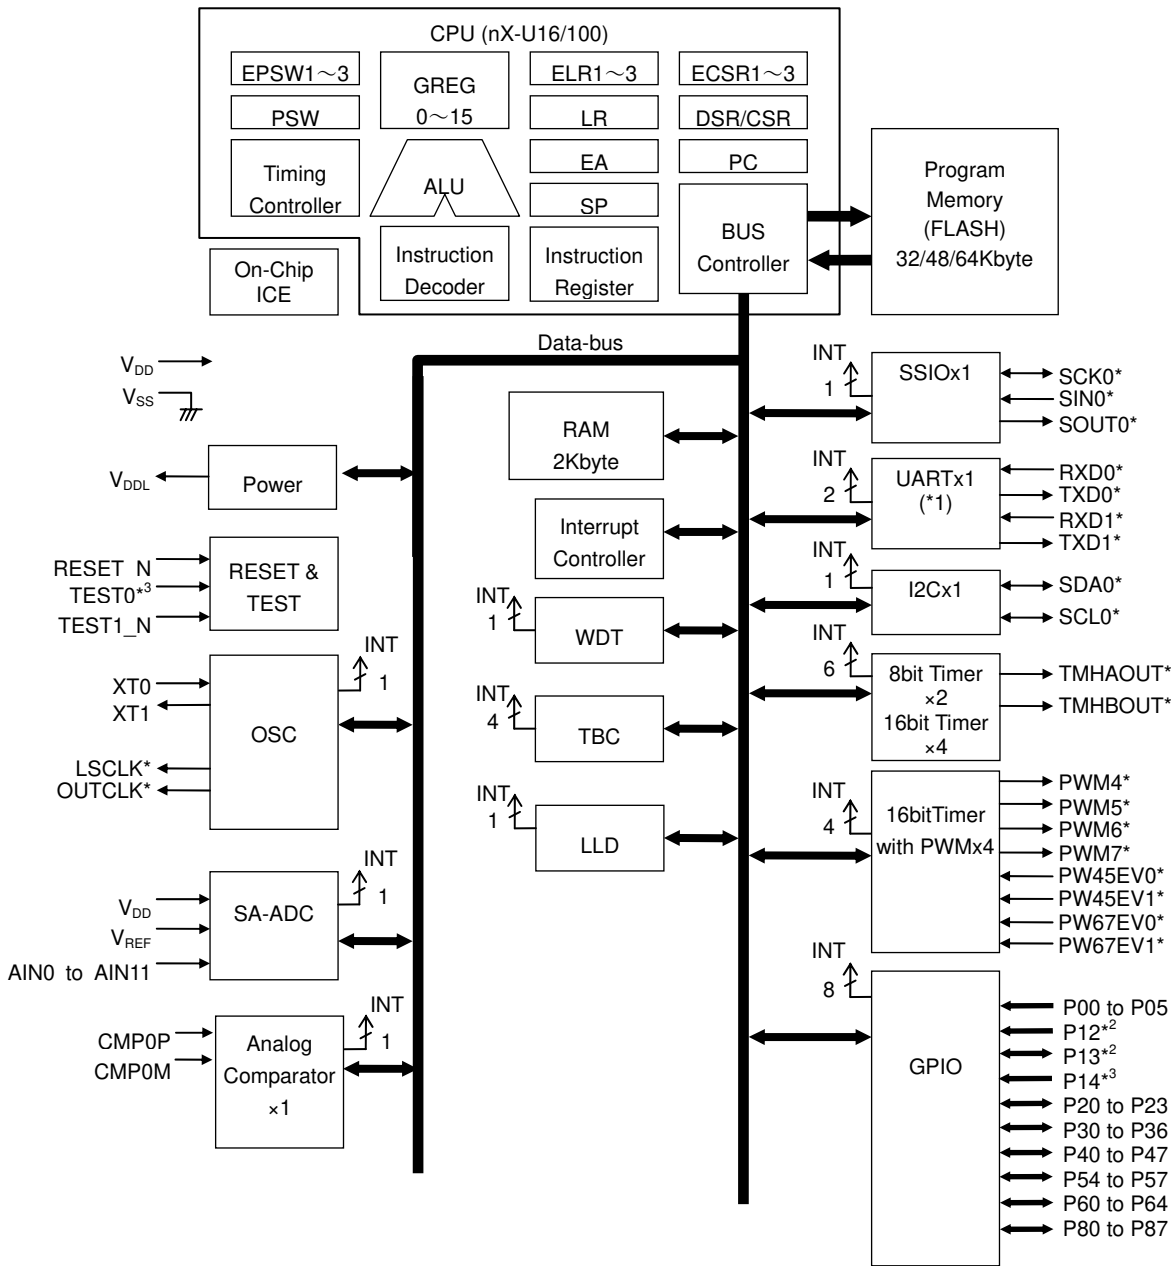 CPU (nX-U16/100)
EPSW1～3
GREG
0～15
ELR1～3
ECSR1～3
PSW
LR
DSR/CSR
Timing
Controller
ALU
EA
PC
SP
BUS
Controller
Program
Memory
(FLASH)
32/48/64Kbyte
On-Chip
ICE
Instruction
Decoder
Instruction
Register
Data-bus
VDD
VSS
VDDL
Power
RESET N
TEST0*3
TEST1_N
RESET &
TEST
XT0
XT1
LSCLK*
OUTCLK*
OSC
INT
1
VDD
VREF
AIN0 to AIN11
SA-ADC
INT
1
CMP0P
CMP0M
Analog
Comparator
×1
INT
1
RAM
2Kbyte
Interrupt
Controller
INT
1
WDT
INT
4
TBC
INT
1
LLD
INT
1
SSIOx1
SCK0*
SIN0*
SOUT0*
INT
2
UARTx1
(*1)
RXD0*
TXD0*
RXD1*
TXD1*
INT
1
I2Cx1
SDA0*
SCL0*
INT
6
8bit Timer
×2
16bit Timer
×4
TMHAOUT*
TMHBOUT*
INT
4
16bitTimer
with PWMx4
PWM4*
PWM5*
PWM6*
PWM7*
PW45EV0*
PW45EV1*
PW67EV0*
PW67EV1*
INT
8
GPIO
P00 to P05
P12*2
P13*2
P14*3
P20 to P23
P30 to P36
P40 to P47
P54 to P57
P60 to P64
P80 to P87